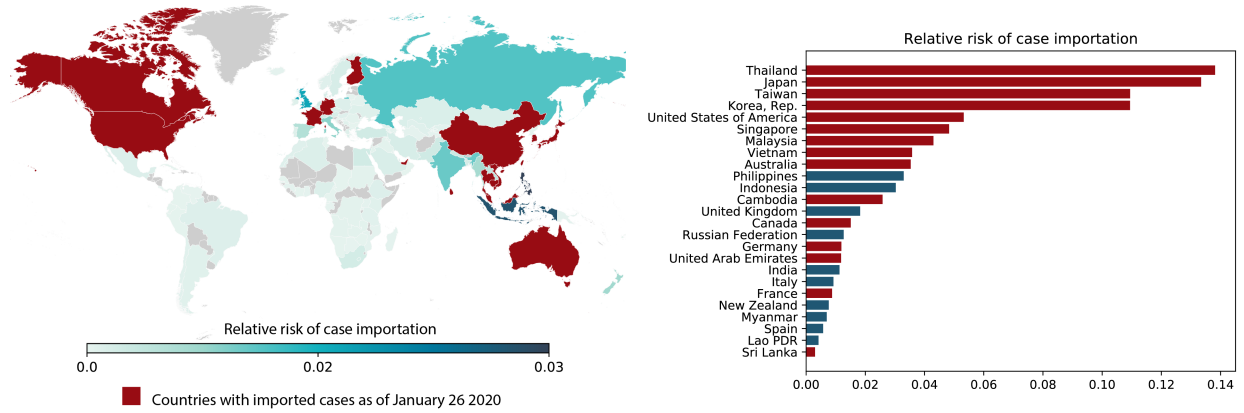 Relative risk of case importation
0.0
0.02
0.03
Countries with imported cases as of January 26 2020
Relative risk of case importation
Thailand
Japan
Taiwan
Korea, Rep.
United States of America
Singapore
Malaysia
Vietnam
Australia
Philippines
Indonesia
Cambodia
United Kingdom
Canada
Russian Federation
Germany
United Arab Emirates
India
Italy
France
New Zealand
Myanmar
Spain
Lao PDR
Sri Lanka
0.00 0.02 0.04 0.06 0.08 0.10 0.12 0.14